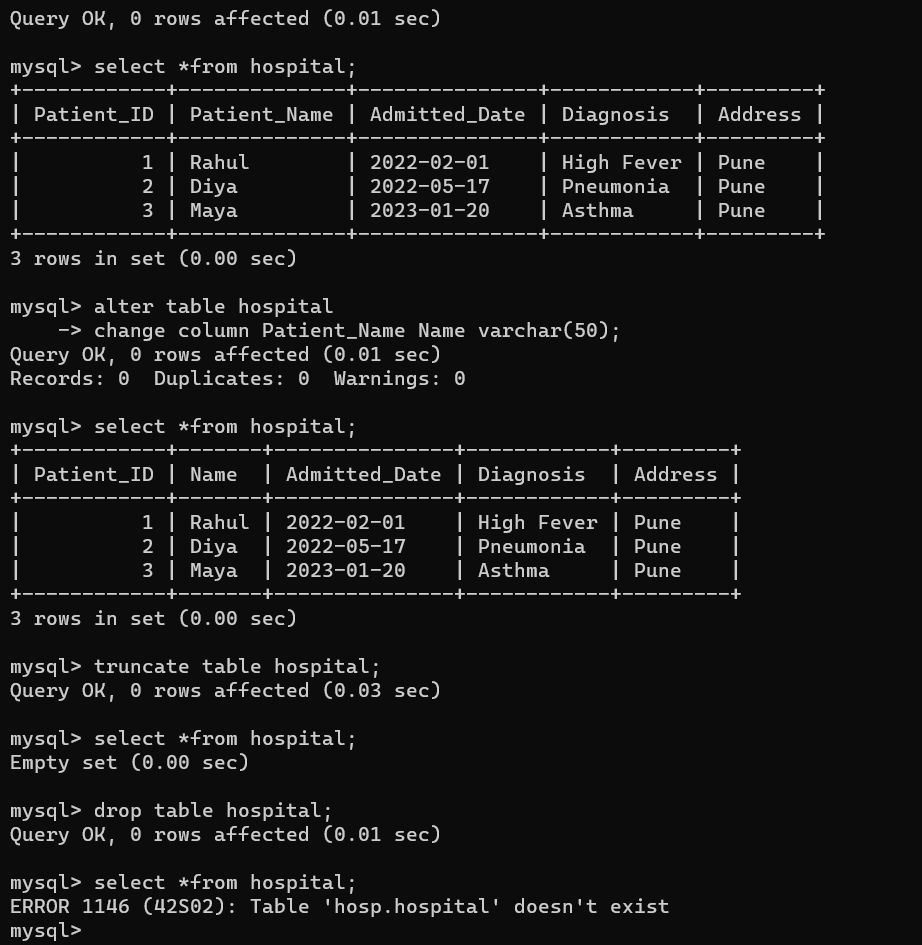 Query OK, 0 rows affected (0.01 sec)

mysql> select *from hospital;
+------------+--------------+---------------+------------+---------+
| Patient_ID | Patient_Name | Admitted_Date | Diagnosis  | Address |
+------------+--------------+---------------+------------+---------+
|          1 | Rahul        | 2022-02-01    | High Fever | Pune    |
|          2 | Diya         | 2022-05-17    | Pneumonia  | Pune    |
|          3 | Maya         | 2023-01-20    | Asthma     | Pune    |
+------------+--------------+---------------+------------+---------+
3 rows in set (0.00 sec)

mysql> alter table hospital
    -> change column Patient_Name Name varchar(50);
Query OK, 0 rows affected (0.01 sec)
Records: 0  Duplicates: 0  Warnings: 0

mysql> select *from hospital;
+------------+-------+---------------+------------+---------+
| Patient_ID | Name  | Admitted_Date | Diagnosis  | Address |
+------------+-------+---------------+------------+---------+
|          1 | Rahul | 2022-02-01    | High Fever | Pune    |
|          2 | Diya  | 2022-05-17    | Pneumonia  | Pune    |
|          3 | Maya  | 2023-01-20    | Asthma     | Pune    |
+------------+-------+---------------+------------+---------+
3 rows in set (0.00 sec)

mysql> truncate table hospital;
Query OK, 0 rows affected (0.03 sec)

mysql> select *from hospital;
Empty set (0.00 sec)

mysql> drop table hospital;
Query OK, 0 rows affected (0.01 sec)

mysql> select *from hospital;
ERROR 1146 (42S02): Table 'hosp.hospital' doesn't exist
mysql>